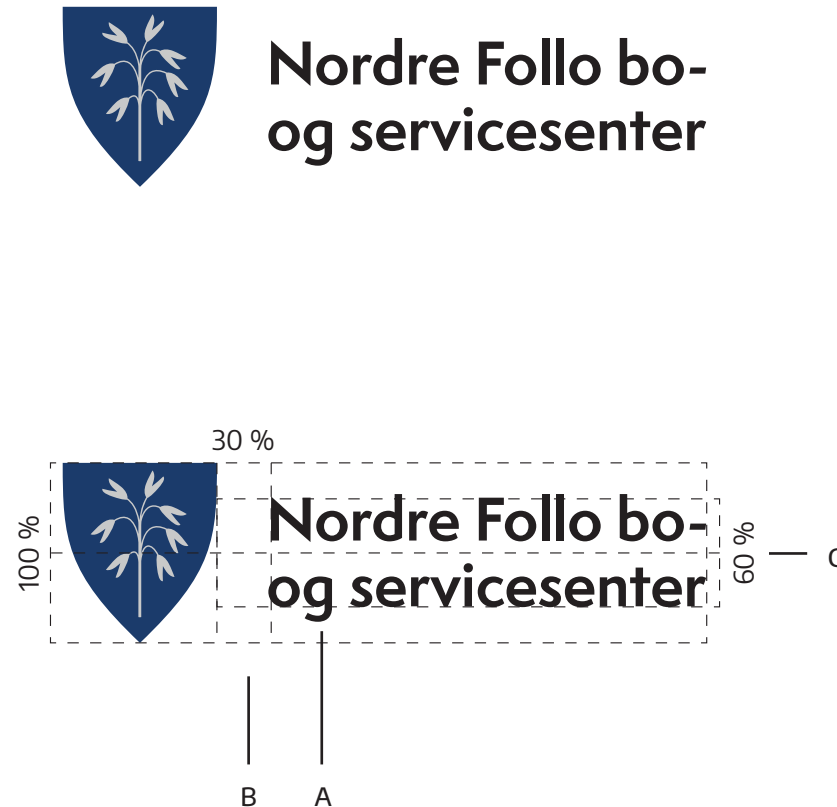 Nordre Follo bo-
og servicesenter
30 %
100 %
Nordre Follo bo-
og servicesenter
60 %
B
A